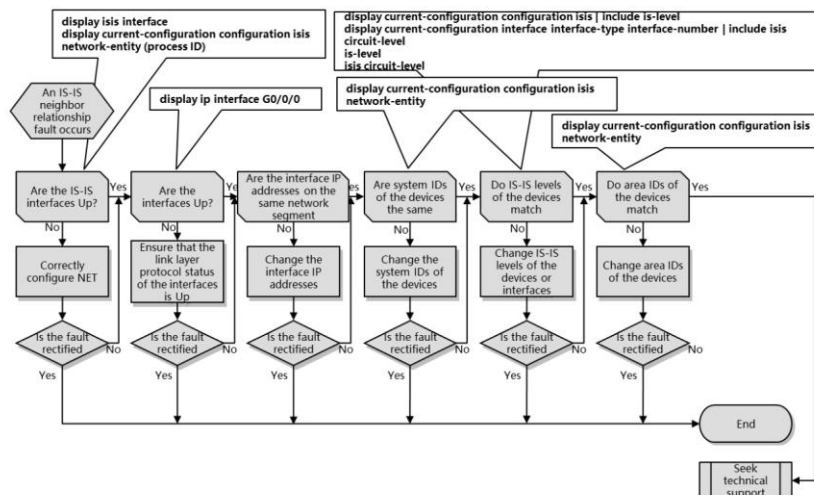 display isis interface
display current-configuration configuration isis
network-entity (process ID)
display current-configuration configuration isis | include is-level
display current-configuration interface interface-type interface-number | include isis
circuit-level
is-level
isis circuit-level
An IS-IS
neighbor
relationship
fault occurs
display ip interface G0/0/0
display current-configuration configuration isis
network-entity
display current-configuration configuration isis
network-entity
Are the IS-IS
interfaces Up?
Yes
Are the
interfaces Up?
Yes
Are the interface IP
addresses on the
same network
segment
Yes
Are system IDs
of the devices
the same
Yes
Do IS-IS levels
of the devices
match
Yes
Do area IDs of
the devices
match
Yes
No
No
No
No
No
No
Correctly
configure NET
Ensure that the
link layer
protocol status
of the interfaces
is Up
Change the
interface IP
addresses
Change the
system IDs of
the devices
Change IS-IS
levels of the
devices or
interfaces
Change area IDs
of the devices
Is the fault
rectified
No
Is the fault
rectified
No
Is the fault
rectified
No
Is the fault
rectified
No
Is the fault
rectified
No
Is the fault
rectified
No
Yes
Yes
Yes
Yes
Yes
Yes
End
Seek
technical
support